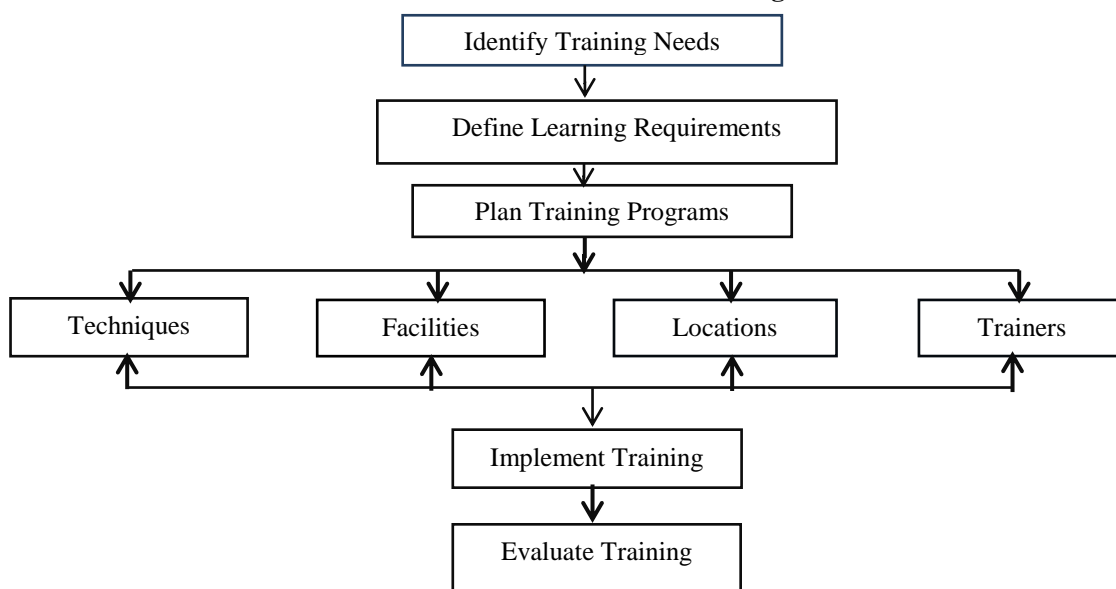 Identify Training Needs
Define Learning Requirements
Plan Training Programs
Techniques Facilities Locations Trainers
Implement Training
Evaluate Training